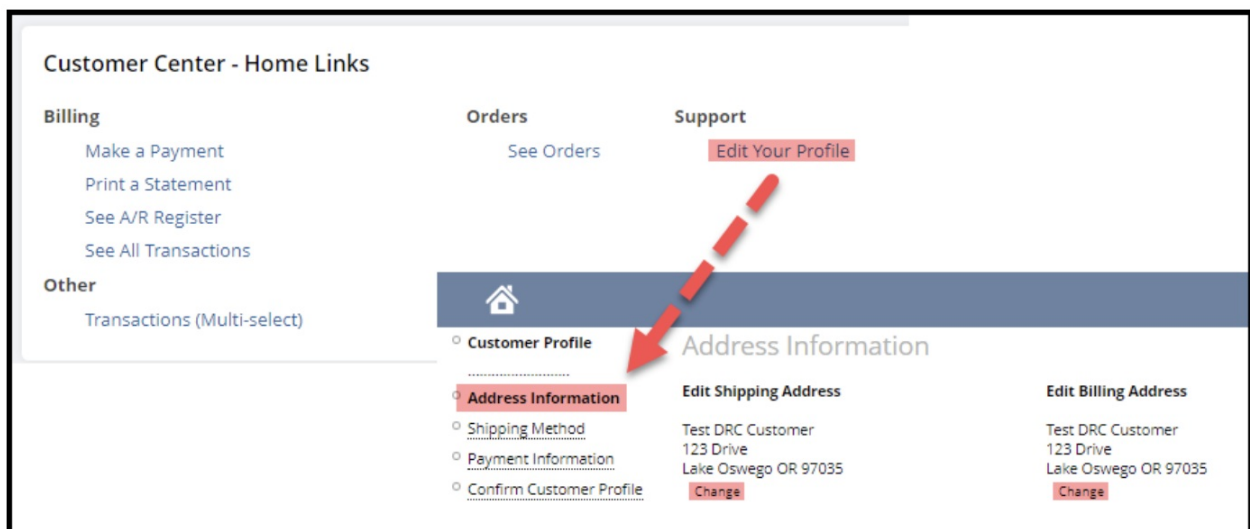 Customer Center - Home Links
Billing
Make a Payment
Print a Statement
See A/R Register
See All Transactions
Other
Transactions (Multi-select)
Orders
See Orders
Support
Edit Your Profile
Customer Profile
Address Information
Shipping Method
Payment Information
Confirm Customer Profile
Address Information
Edit Shipping Address
Test DRC Customer
123 Drive
Lake Oswego OR 97035
Change
Edit Billing Address
Test DRC Customer
123 Drive
Lake Oswego OR 97035
Change